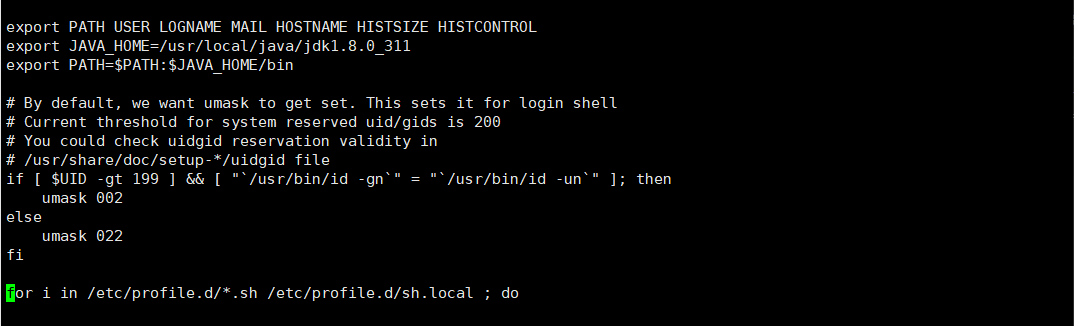 export PATH USER LOGNAME MAIL HOSTNAME HISTSIZE HISTCONTROL
export JAVA_HOME=/usr/local/java/jdk1.8.0_311
export PATH=$PATH:$JAVA_HOME/bin
# By default, we want umask to get set. This sets it for login shell
# Current threshold for system reserved uid/gids is 200
# You could check uidgid reservation validity in
# /usr/share/doc/setup-*/uidgid file
if [ $UID -gt 199 ] && [ "`/usr/bin/id -gn`" = "`/usr/bin/id -un`" ]; then
    umask 002
else
    umask 022
fi
for i in /etc/profile.d/*.sh /etc/profile.d/sh.local ; do